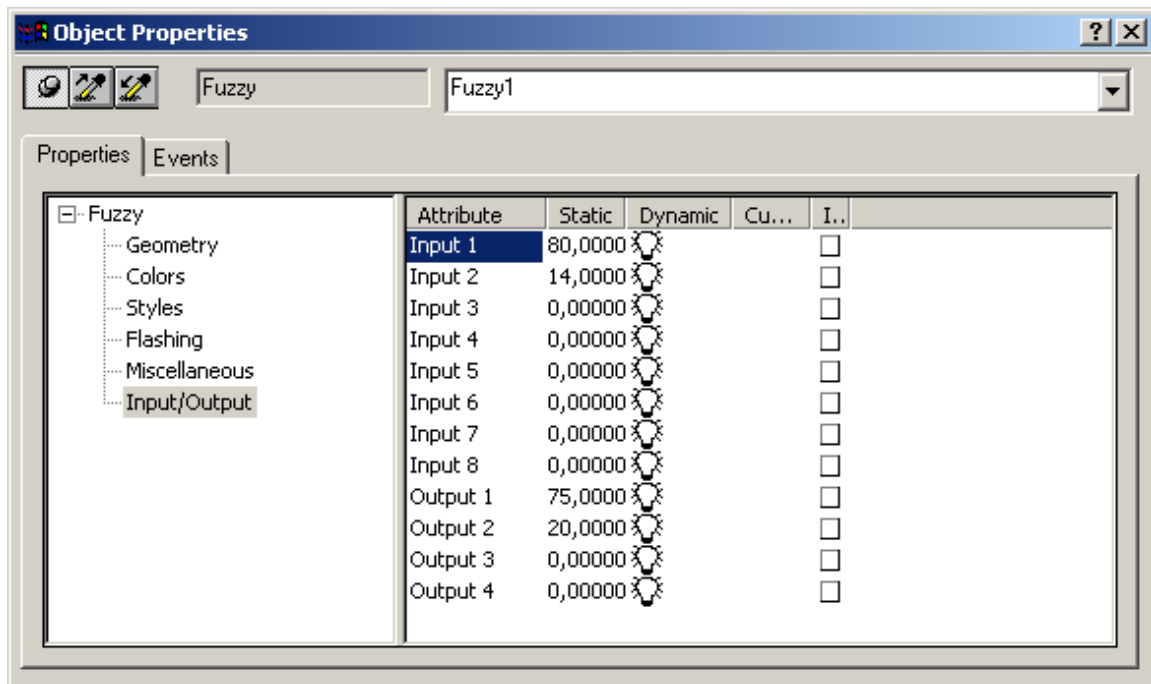 Object Properties
Fuzzy Fuzzy1
Properties Events
Fuzzy
Geometry
Colors
Styles
Flashing
Miscellaneous
Input/Output
Attribute Static Dynamic Cu... I..
Input 1 80,0000
Input 2 14,0000
Input 3 0,00000
Input 4 0,00000
Input 5 0,00000
Input 6 0,00000
Input 7 0,00000
Input 8 0,00000
Output 1 75,0000
Output 2 20,0000
Output 3 0,00000
Output 4 0,00000